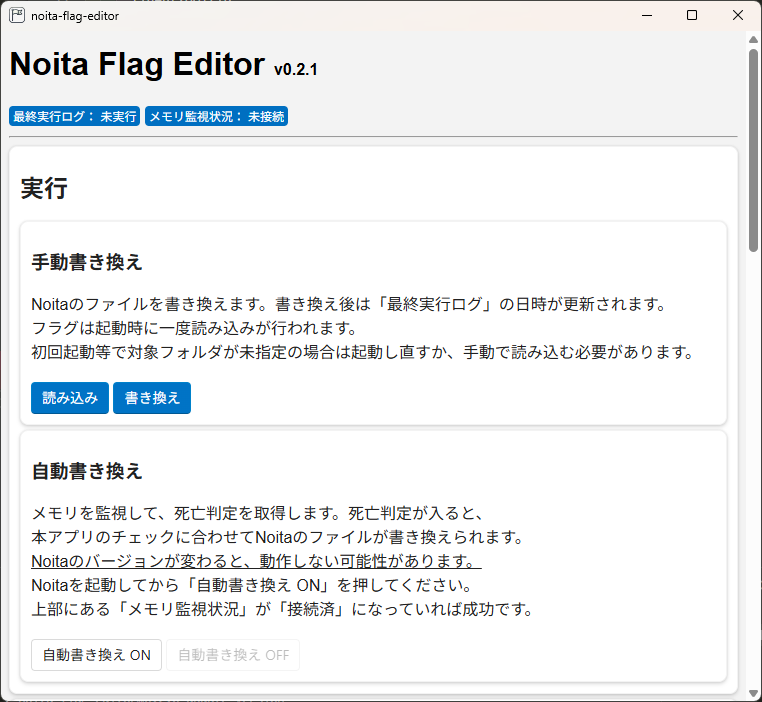 noita-flag-editor
Noita Flag Editor v0.2.1
最終実行ログ： 未実行 メモリ監視状況： 未接続
実行
手動書き換え
Noitaのファイルを書き換えます。書き換え後は「最終実行ログ」の日時が更新されます。
フラグは起動時に一度読み込みが行われます。
初回起動等で対象フォルダが未指定の場合は起動し直すか、手動で読み込む必要があります。
読み込み 書き換え
自動書き換え
メモリを監視して、死亡判定を取得します。死亡判定が入ると、
本アプリのチェックに合わせてNoitaのファイルが書き換えられます。
Noitaのバージョンが変わると、動作しない可能性があります。
Noitaを起動してから「自動書き換え ON」を押してください。
上部にある「メモリ監視状況」が「接続済」になっていれば成功です。
自動書き換え ON 自動書き換え OFF